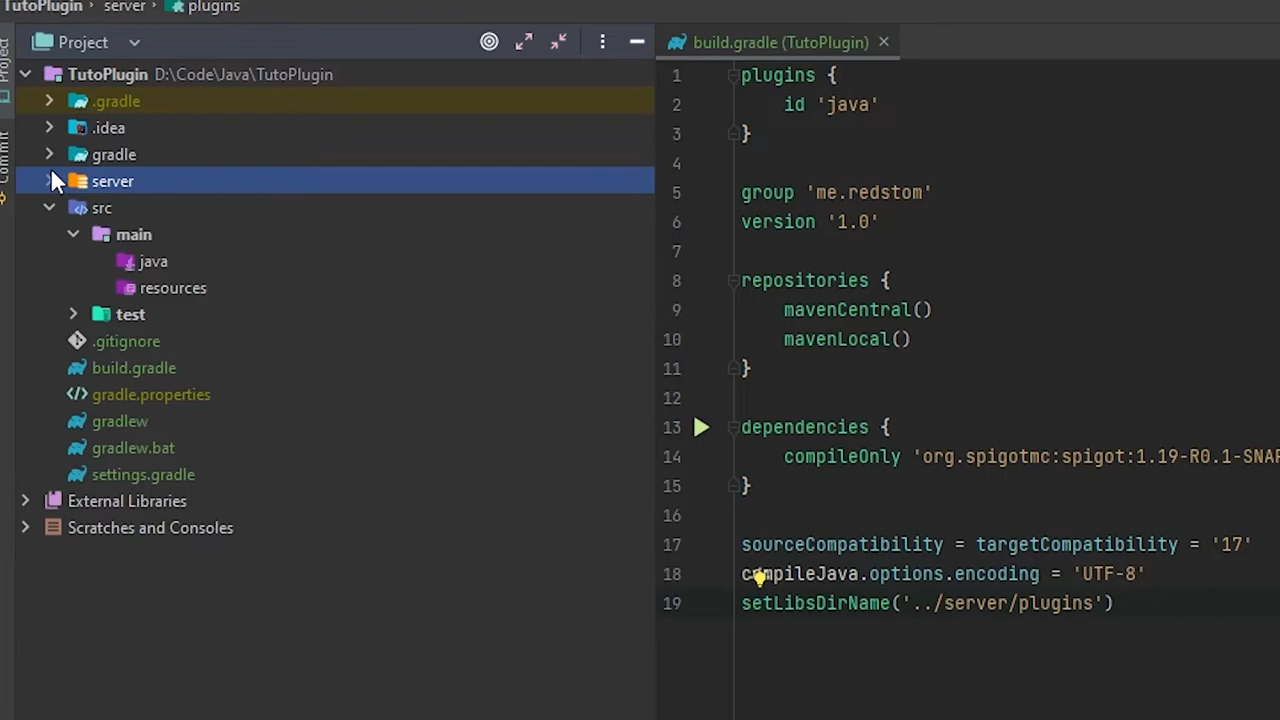 TutoPlugin › server › plugins
Project
Project
Commit
TutoPlugin D:\Code\Java\TutoPlugin
.gradle
.idea
gradle
server
src
main
java
resources
test
.gitignore
build.gradle
gradle.properties
gradlew
gradlew.bat
settings.gradle
External Libraries
Scratches and Consoles
build.gradle (TutoPlugin)
1 plugins {
2 id 'java'
3 }
4
5 group 'me.redstom'
6 version '1.0'
7
8 repositories {
9 mavenCentral()
10 mavenLocal()
11 }
12
13 dependencies {
14 compileOnly 'org.spigotmc:spigot:1.19-R0.1-SNAP
15 }
16
17 sourceCompatibility = targetCompatibility = '17'
18 compileJava.options.encoding = 'UTF-8'
19 setLibsDirName('../server/plugins')